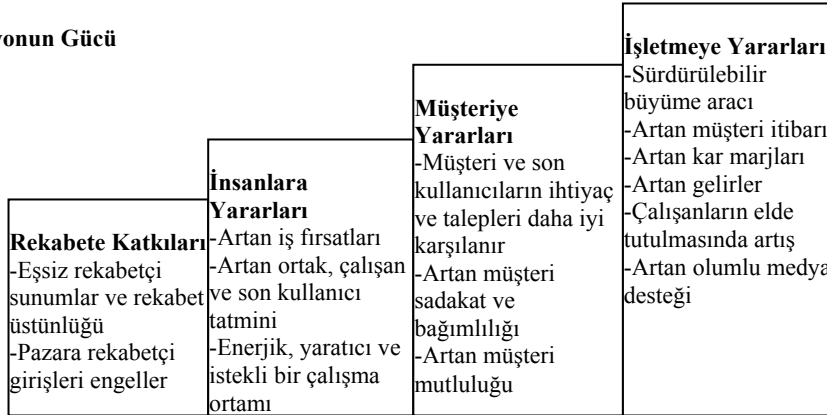 yonun Gücü
Rekabete Katkıları
-Eşsiz rekabetçi
sunumlar ve rekabet
üstünlüğü
-Pazara rekabetçi
girişleri engeller
İnsanlara
Yararları
-Artan iş fırsatları
-Artan ortak, çalışan
ve son kullanıcı
tatmini
-Enerjik, yaratıcı ve
istekli bir çalışma
ortamı
Müşteriye
Yararları
-Müşteri ve son
kullanıcıların ihtiyaç
ve talepleri daha iyi
karşılanır
-Artan müşteri
sadakat ve
bağımlılığı
-Artan müşteri
mutluluğu
İşletmeye Yararları
-Sürdürülebilir
büyüme aracı
-Artan müşteri itibarı
-Artan kar marjları
-Artan gelirler
-Çalışanların elde
tutulmasında artış
-Artan olumlu medya
desteği